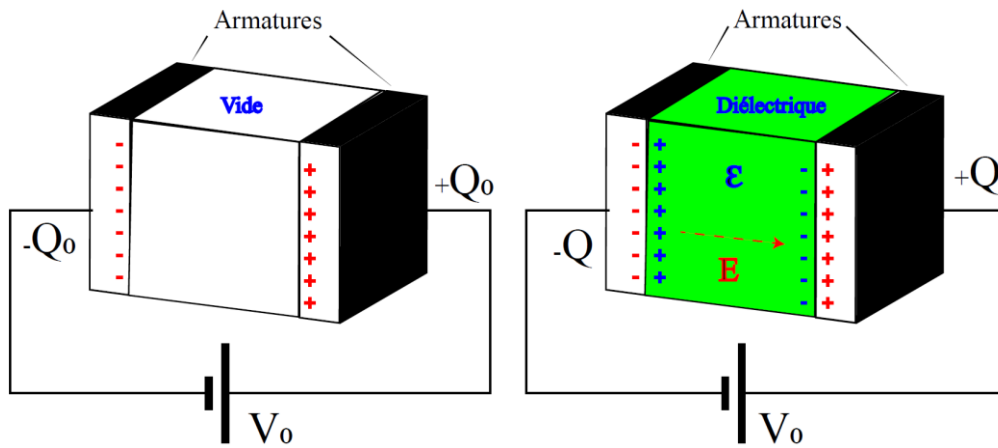 Armatures
Vide
+Q₀
-Q₀
V₀
Armatures
Diélectrique
ε
+Q
-Q
E
V₀